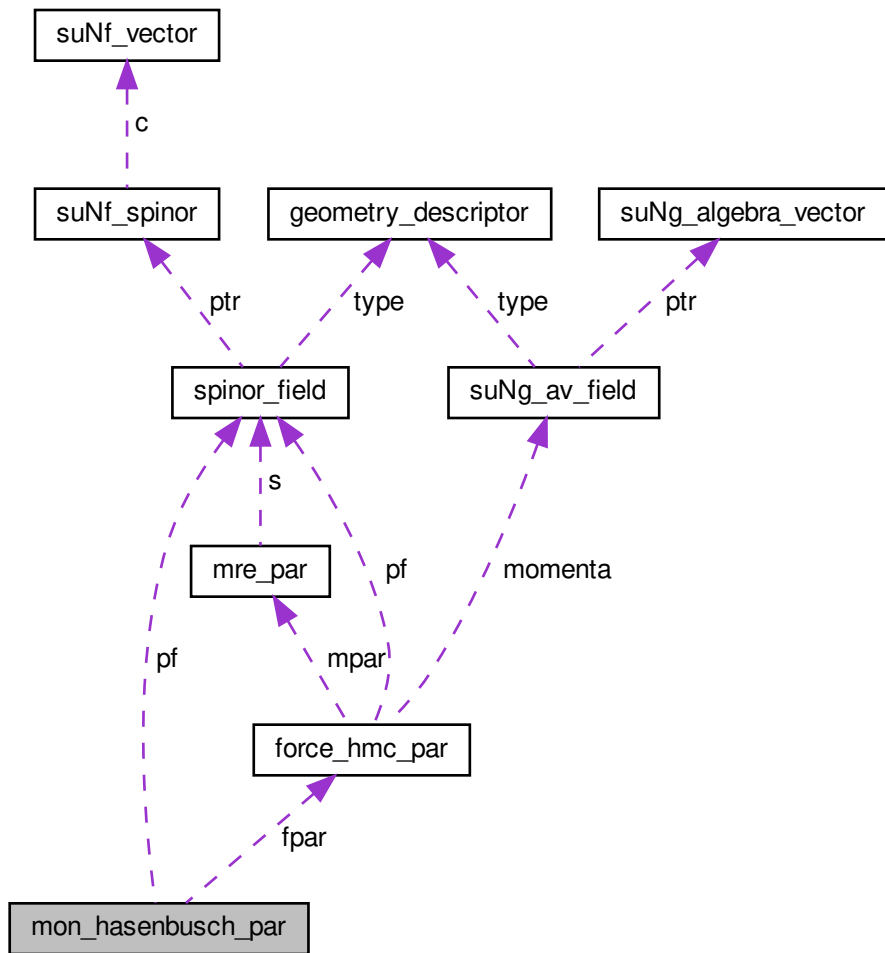 suNf_vector
c
suNf_spinor
geometry_descriptor
suNg_algebra_vector
ptr
type
type
ptr
spinor_field
suNg_av_field
s
mre_par
pf
momenta
pf
mpar
force_hmc_par
fpar
mon_hasenbusch_par